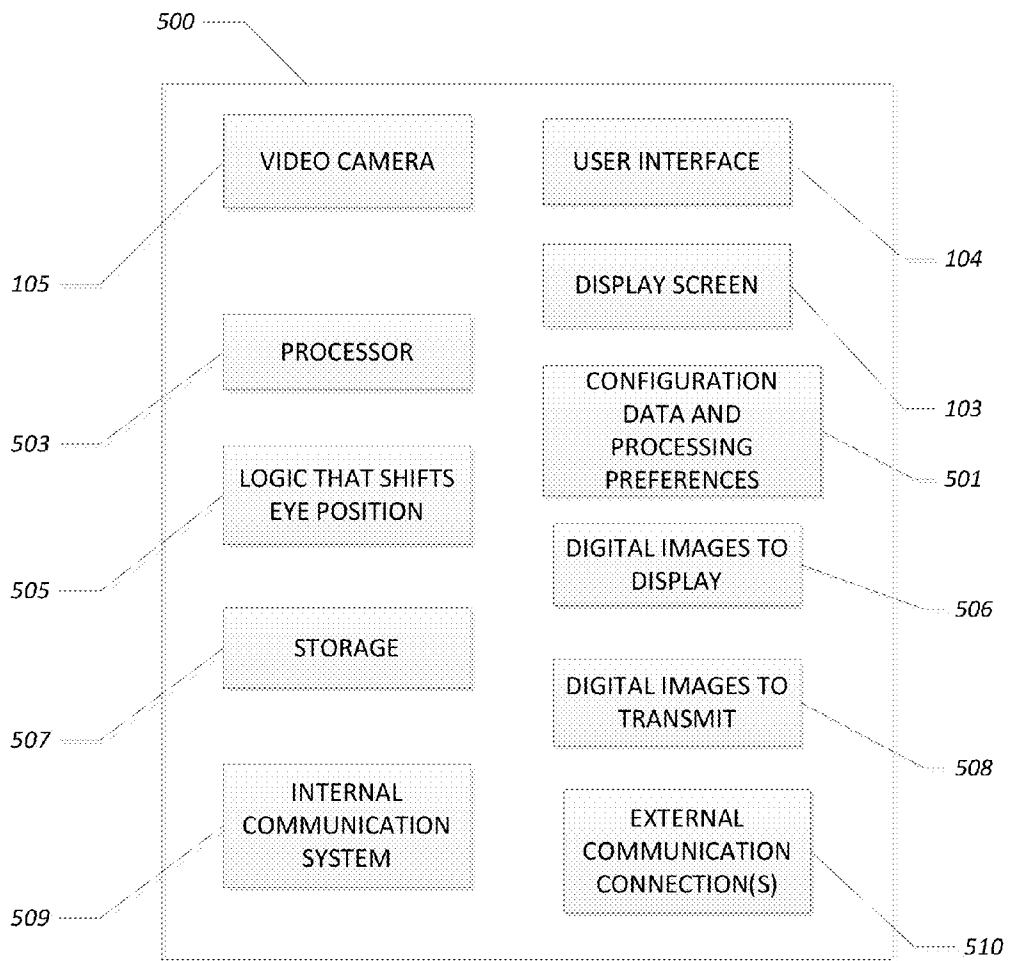 500
VIDEO CAMERA
USER INTERFACE
105
104
DISPLAY SCREEN
PROCESSOR
103
503
CONFIGURATION
DATA AND
PROCESSING
PREFERENCES
501
LOGIC THAT SHIFTS
EYE POSITION
505
DIGITAL IMAGES TO
DISPLAY
506
STORAGE
507
DIGITAL IMAGES TO
TRANSMIT
508
INTERNAL
COMMUNICATION
SYSTEM
509
EXTERNAL
COMMUNICATION
CONNECTION(S)
510